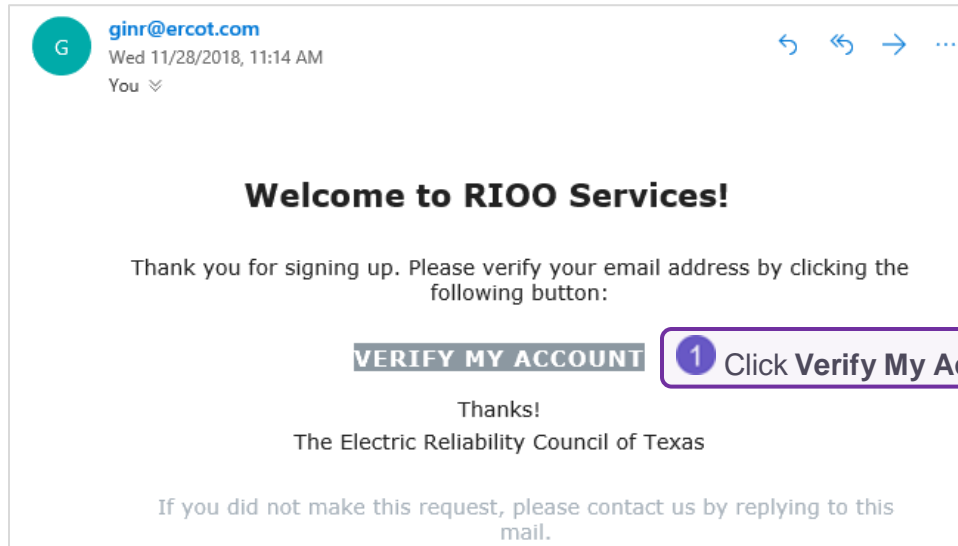 G
ginr@ercot.com
Wed 11/28/2018, 11:14 AM
You
Welcome to RIOO Services!
Thank you for signing up. Please verify your email address by clicking the
following button:
VERIFY MY ACCOUNT
1 Click Verify My
Thanks!
The Electric Reliability Council of Texas
If you did not make this request, please contact us by replying to this
mail.